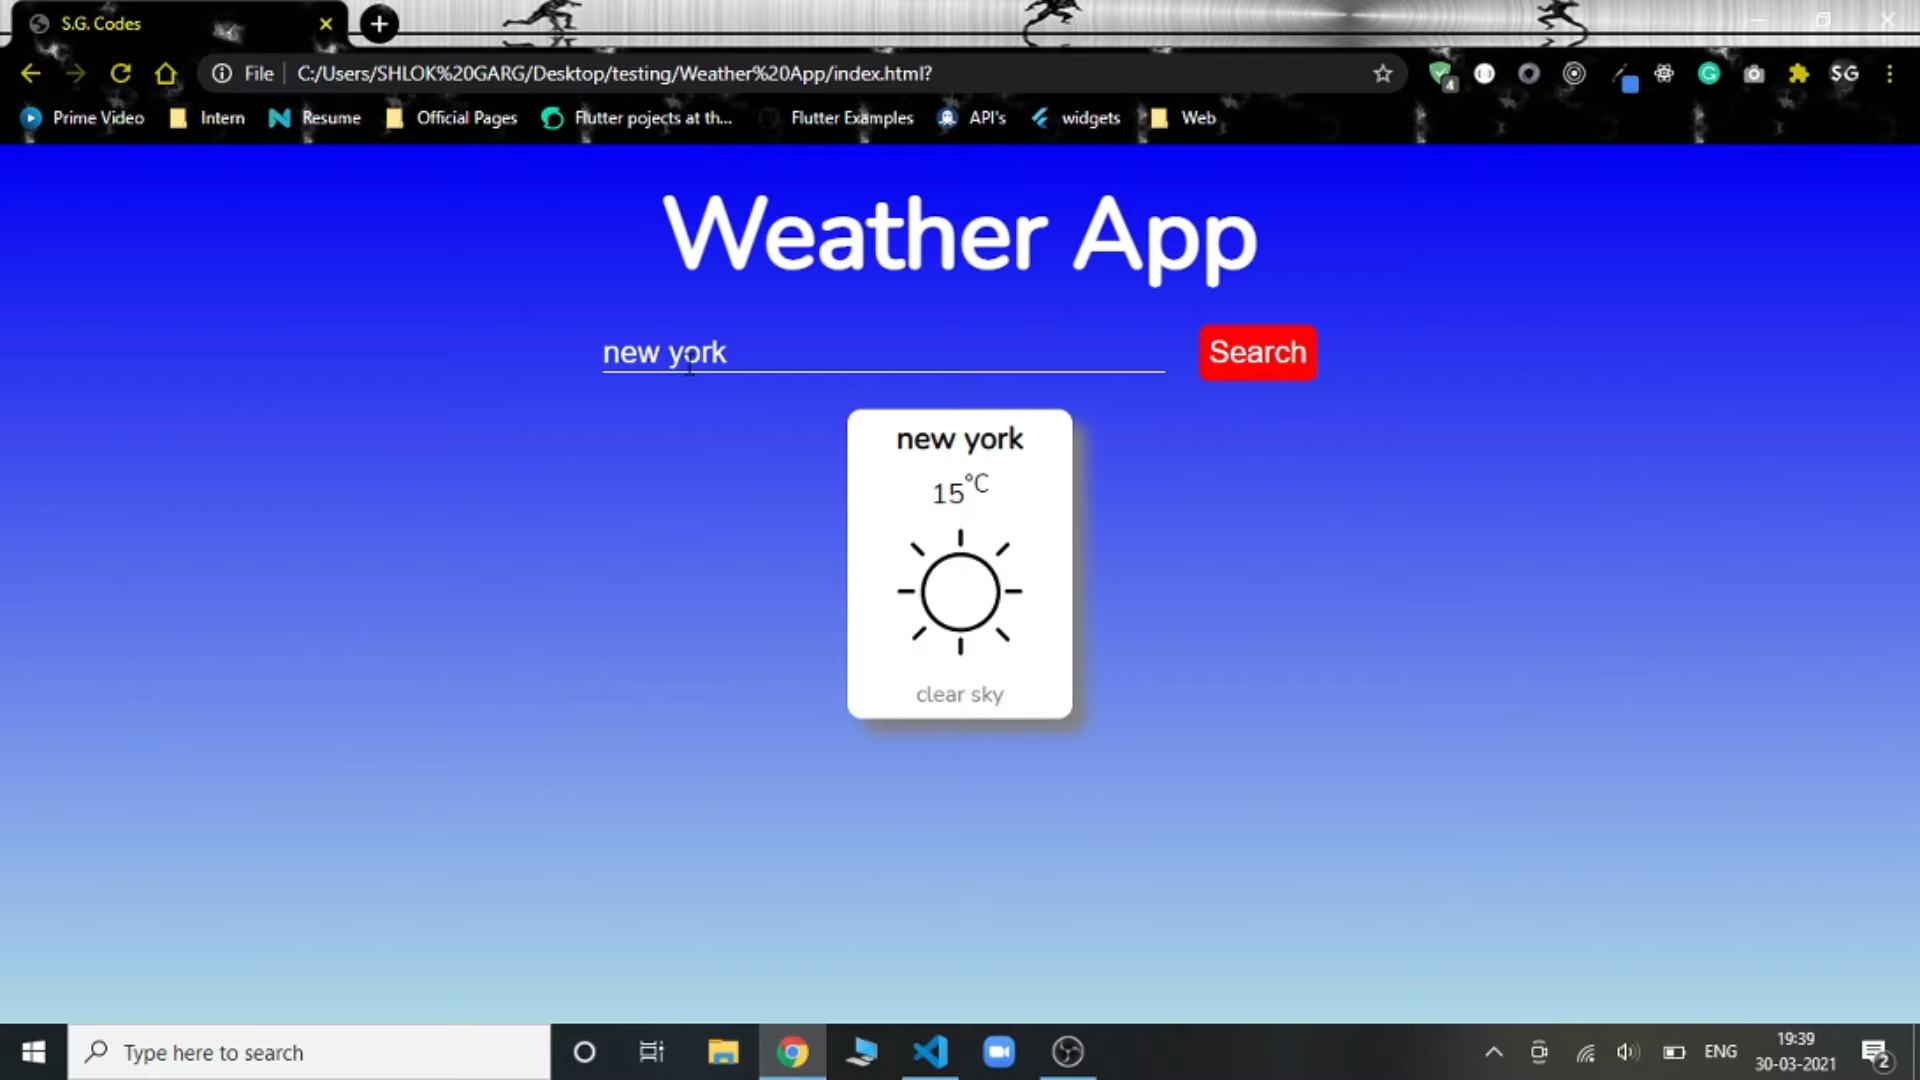 S.G. Codes
File C:/Users/SHLOK%20GARG/Desktop/testing/Weather%20App/index.html?
4
SG
Prime Video Intern Resume Official Pages Flutter pojects at th... Flutter Examples API's widgets Web
Weather App
new york Search
new york
15°C
clear sky
Type here to search
ENG
19:39
30-03-2021
2